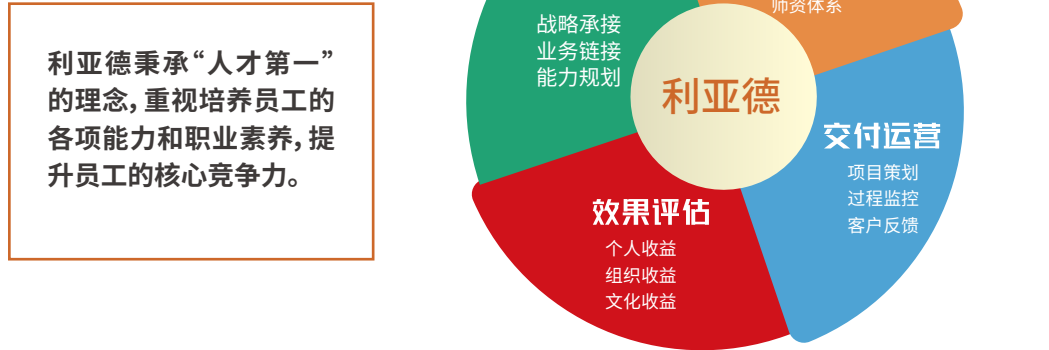 利亚德秉承“人才第一”
的理念，重视培养员工的
各项能力和职业素养，提
升员工的核心竞争力。
师资体系
战略承接
业务链接
能力规划
利亚德
交付运营
项目策划
过程监控
客户反馈
效果评估
个人收益
组织收益
文化收益